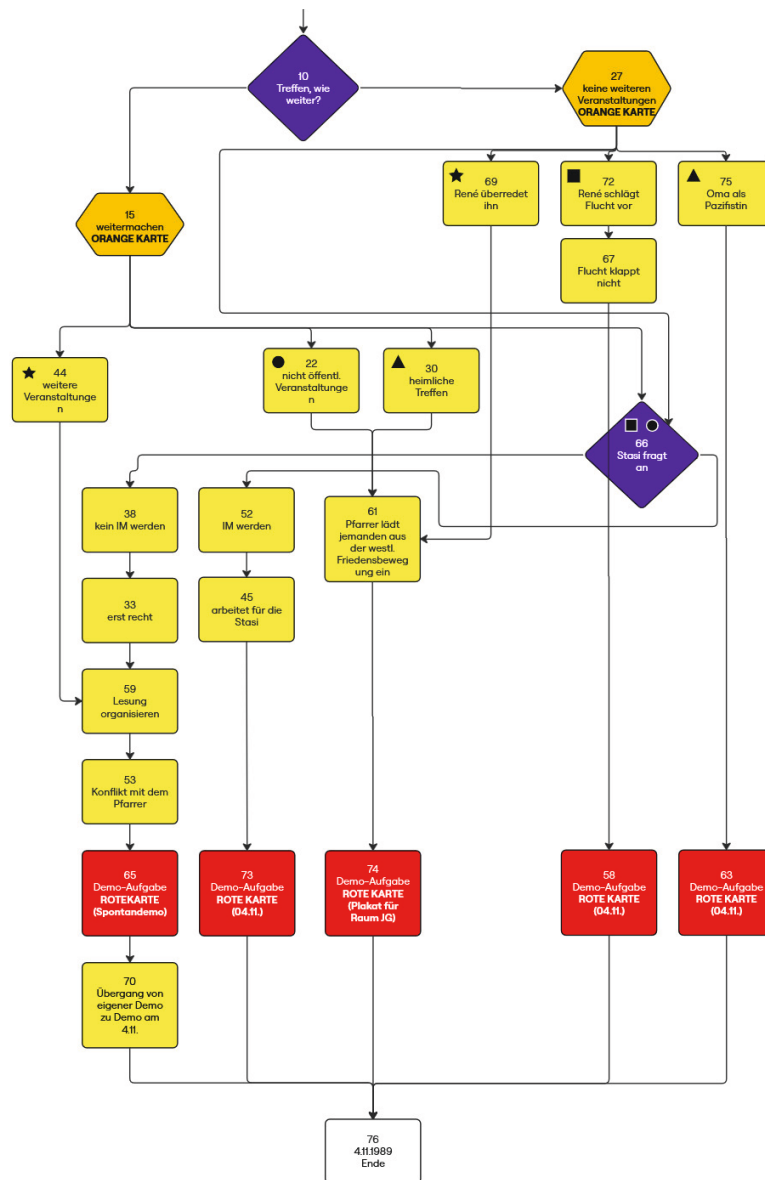 10
Treffen, wie
weiter?
27
keine weiteren
Veranstaltungen
ORANGE KARTE
69
René überredet
ihn
72
René schlägt
Flucht vor
75
Oma als
Pazifistin
15
weitermachen
ORANGE KARTE
67
Flucht klappt
nicht
44
weitere
Veranstaltunge
n
22
nicht öffentl.
Veranstaltunge
n
30
heimliche
Treffen
66
Stasi fragt
an
38
kein IM werden
52
IM werden
61
Pfarrer lädt
jemanden aus
der westl.
Friedensbeweg
ung ein
33
erst recht
45
arbeitet für die
Stasi
59
Lesung
organisieren
53
Konflikt mit dem
Pfarrer
65
Demo-Aufgabe
ROTEKARTE
(Spontandemo)
73
Demo-Aufgabe
ROTE KARTE
(04.11.)
74
Demo-Aufgabe
ROTE KARTE
(Plakat für
Raum JG)
58
Demo-Aufgabe
ROTE KARTE
(04.11.)
63
Demo-Aufgabe
ROTE KARTE
(04.11.)
70
Übergang von
eigener Demo
zu Demo am
4.11.
76
4.11.1989
Ende